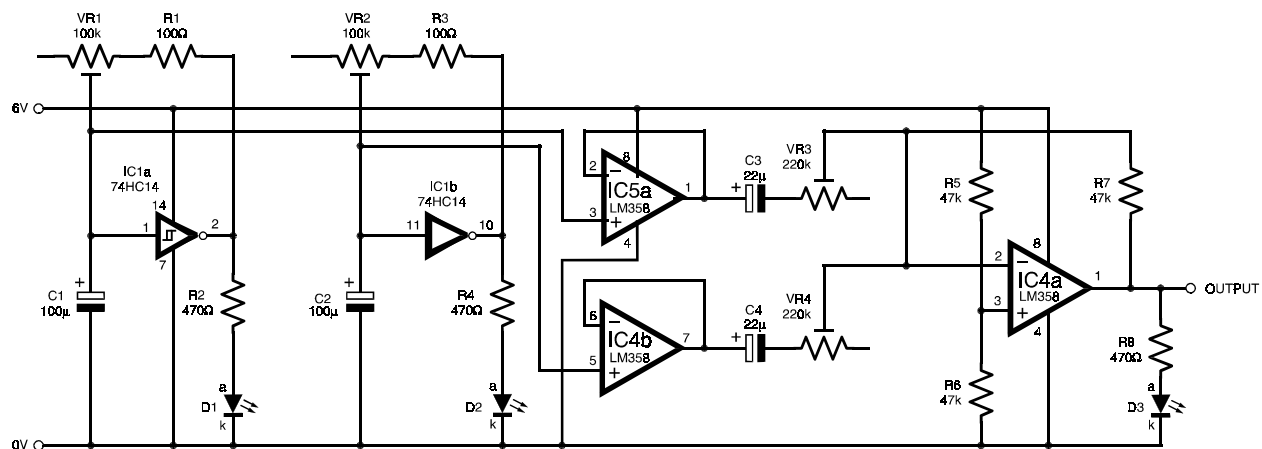 VR1
100k
R1
100Ω
VR2
100k
R3
100Ω
6V
IC1a
74HC14
14
1
2
7
C1
100µ
+
R2
470Ω
a
D1
k
IC1b
74HC14
11
10
C2
100µ
+
R4
470Ω
a
D2
k
2
8
−
IC5a
LM358
1
3
+
4
6
−
IC4b
LM358
7
5
+
C3
22µ
+
VR3
220k
C4
22µ
+
VR4
220k
R5
47k
R7
47k
8
2
−
IC4a
LM358
1
3
+
4
OUTPUT
R6
47k
R8
470Ω
a
D3
k
0V